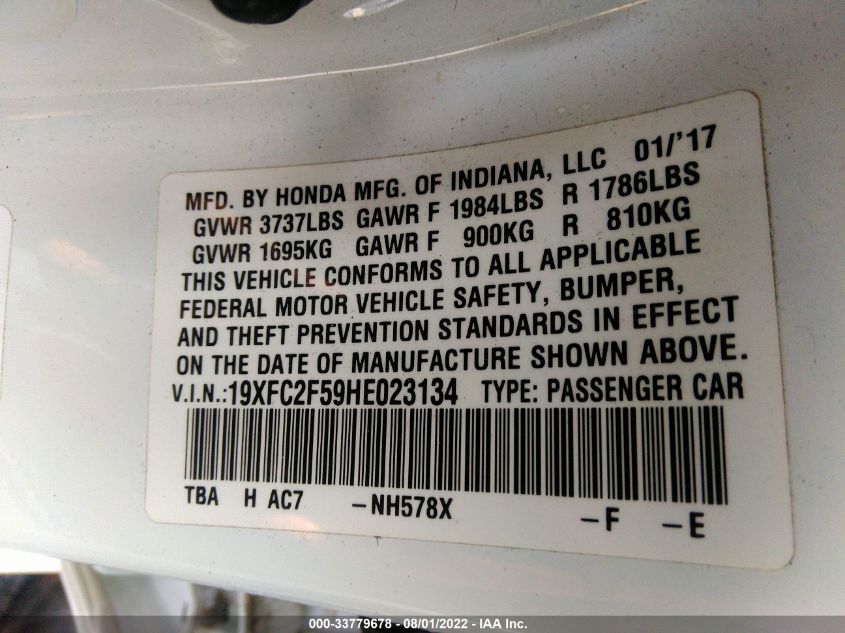 MFD. BY HONDA MFG. OF INDIANA, LLC 01/'17
GVWR 3737LBS GAWR F 1984LBS R 1786LBS
GVWR 1695KG GAWR F 900KG R 810KG
THIS VEHICLE CONFORMS TO ALL APPLICABLE
FEDERAL MOTOR VEHICLE SAFETY, BUMPER,
AND THEFT PREVENTION STANDARDS IN EFFECT
ON THE DATE OF MANUFACTURE SHOWN ABOVE.
V.I.N.:19XFC2F59HE023134 TYPE: PASSENGER CAR
TBA H AC7 -NH578X -F -E
000-33779678 - 08/01/2022 - IAA Inc.